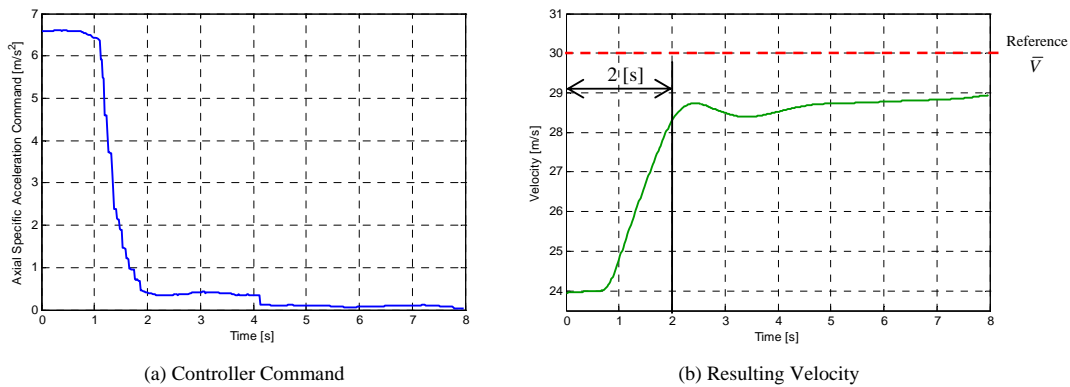 7
6
5
4
3
2
1
0
0 1 2 3 4 5 6 7 8
Axial Specific Acceleration Command [m/s²]
Time [s]
(a) Controller Command
31
30
29
28
27
26
25
24
0 1 2 3 4 5 6 7 8
Velocity [m/s]
Time [s]
2 [s]
Reference
V̅
(b) Resulting Velocity